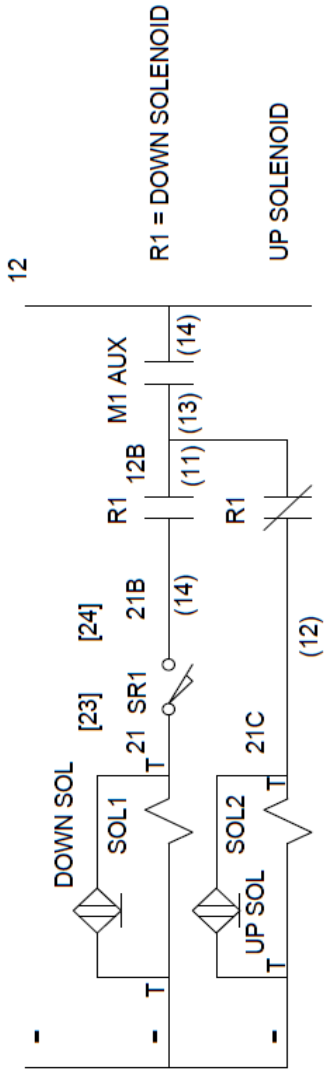 12
-
DOWN SOL [23] [24]
SOL1 R1 M1 AUX
- T T 21 SR1 21B 12B R1 = DOWN SOLENOID
(14) (11) (13) (14)
SOL2 21C R1
UP SOL
- T T UP SOLENOID
(12)